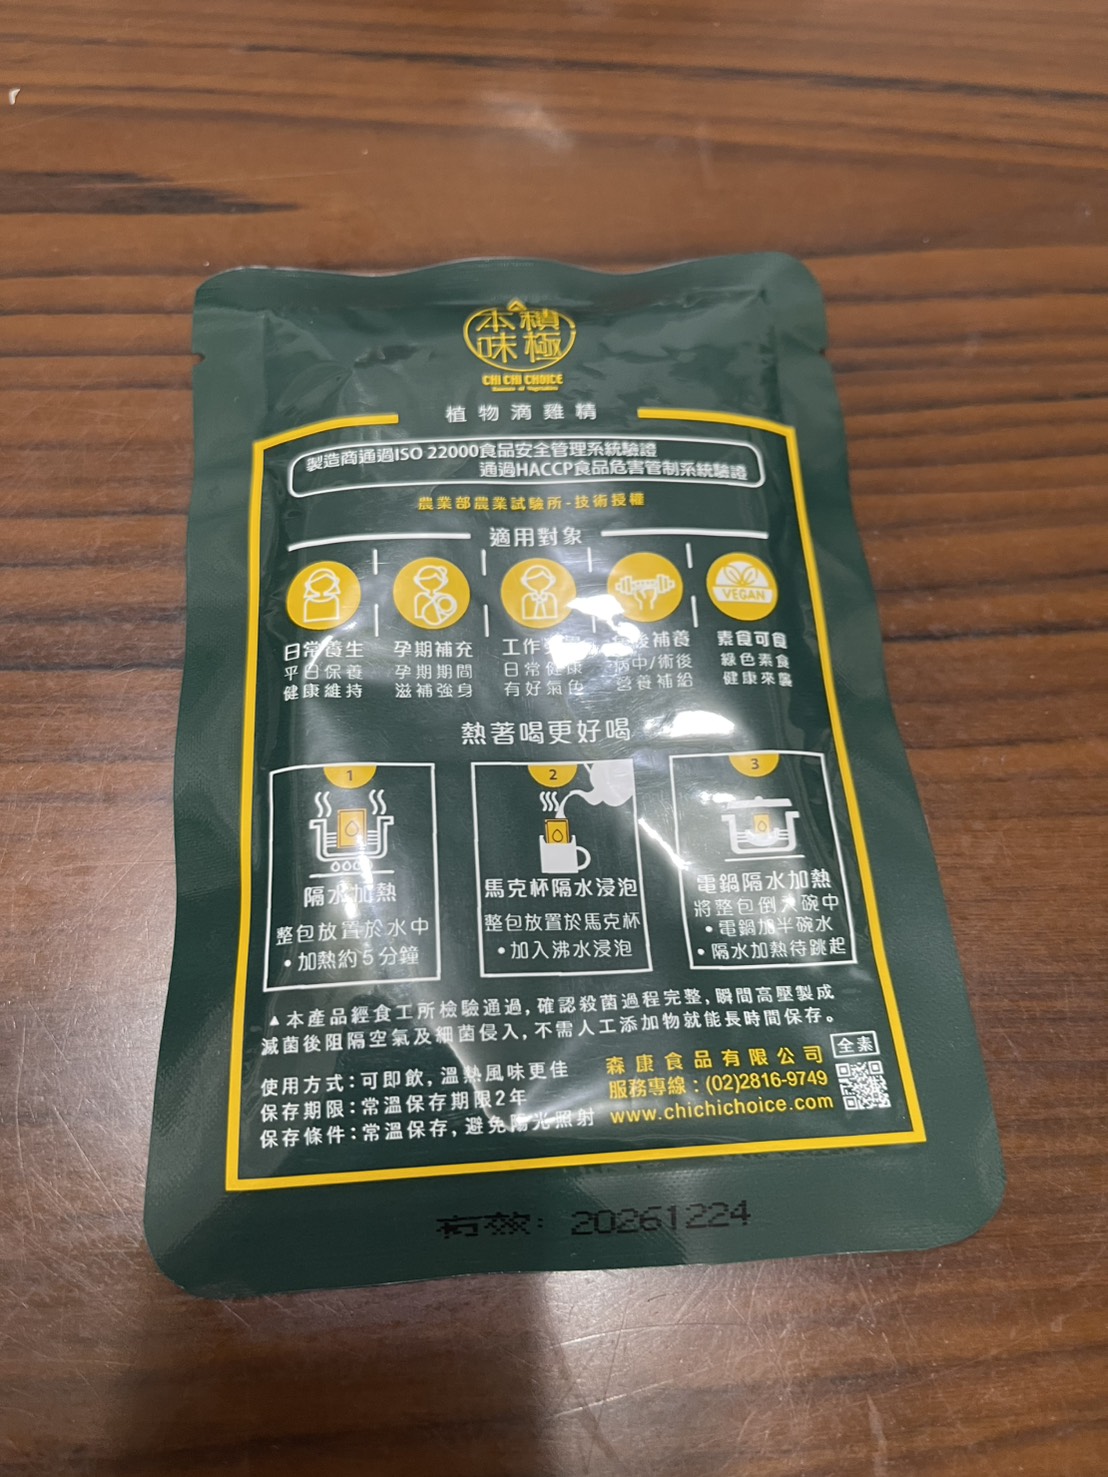 積極
本味
CHI CHI CHOICE
植物滴雞精
製造商通過ISO 22000食品安全管理系統驗證
通過HACCP食品危害管制系統驗證
農業部農業試驗所-技術授權
適用對象
VEGAN
日常養生
平日保養
健康維持
孕期補充
孕期期間
滋補強身
工作
日常健康
有好氣色
後補養
病中/術後
營養補給
素食可食
綠色素食
健康來襲
熱著喝更好喝
1
隔水加熱
整包放置於水中
•加熱約5分鐘
2
馬克杯隔水浸泡
整包放置於馬克杯
•加入沸水浸泡
3
電鍋隔水加熱
將整包倒入碗中
•電鍋加半碗水
•隔水加熱待跳起
▲本產品經食工所檢驗通過,確認殺菌過程完整,瞬間高壓製成
滅菌後阻隔空氣及細菌侵入,不需人工添加物就能長時間保存。
使用方式:可即飲,溫熱風味更佳
保存期限:常溫保存期限2年
保存條件:常溫保存,避免陽光照射
森康食品有限公司
全素
服務專線:(02)2816-9749
www.chichichoice.com
有效: 20261224